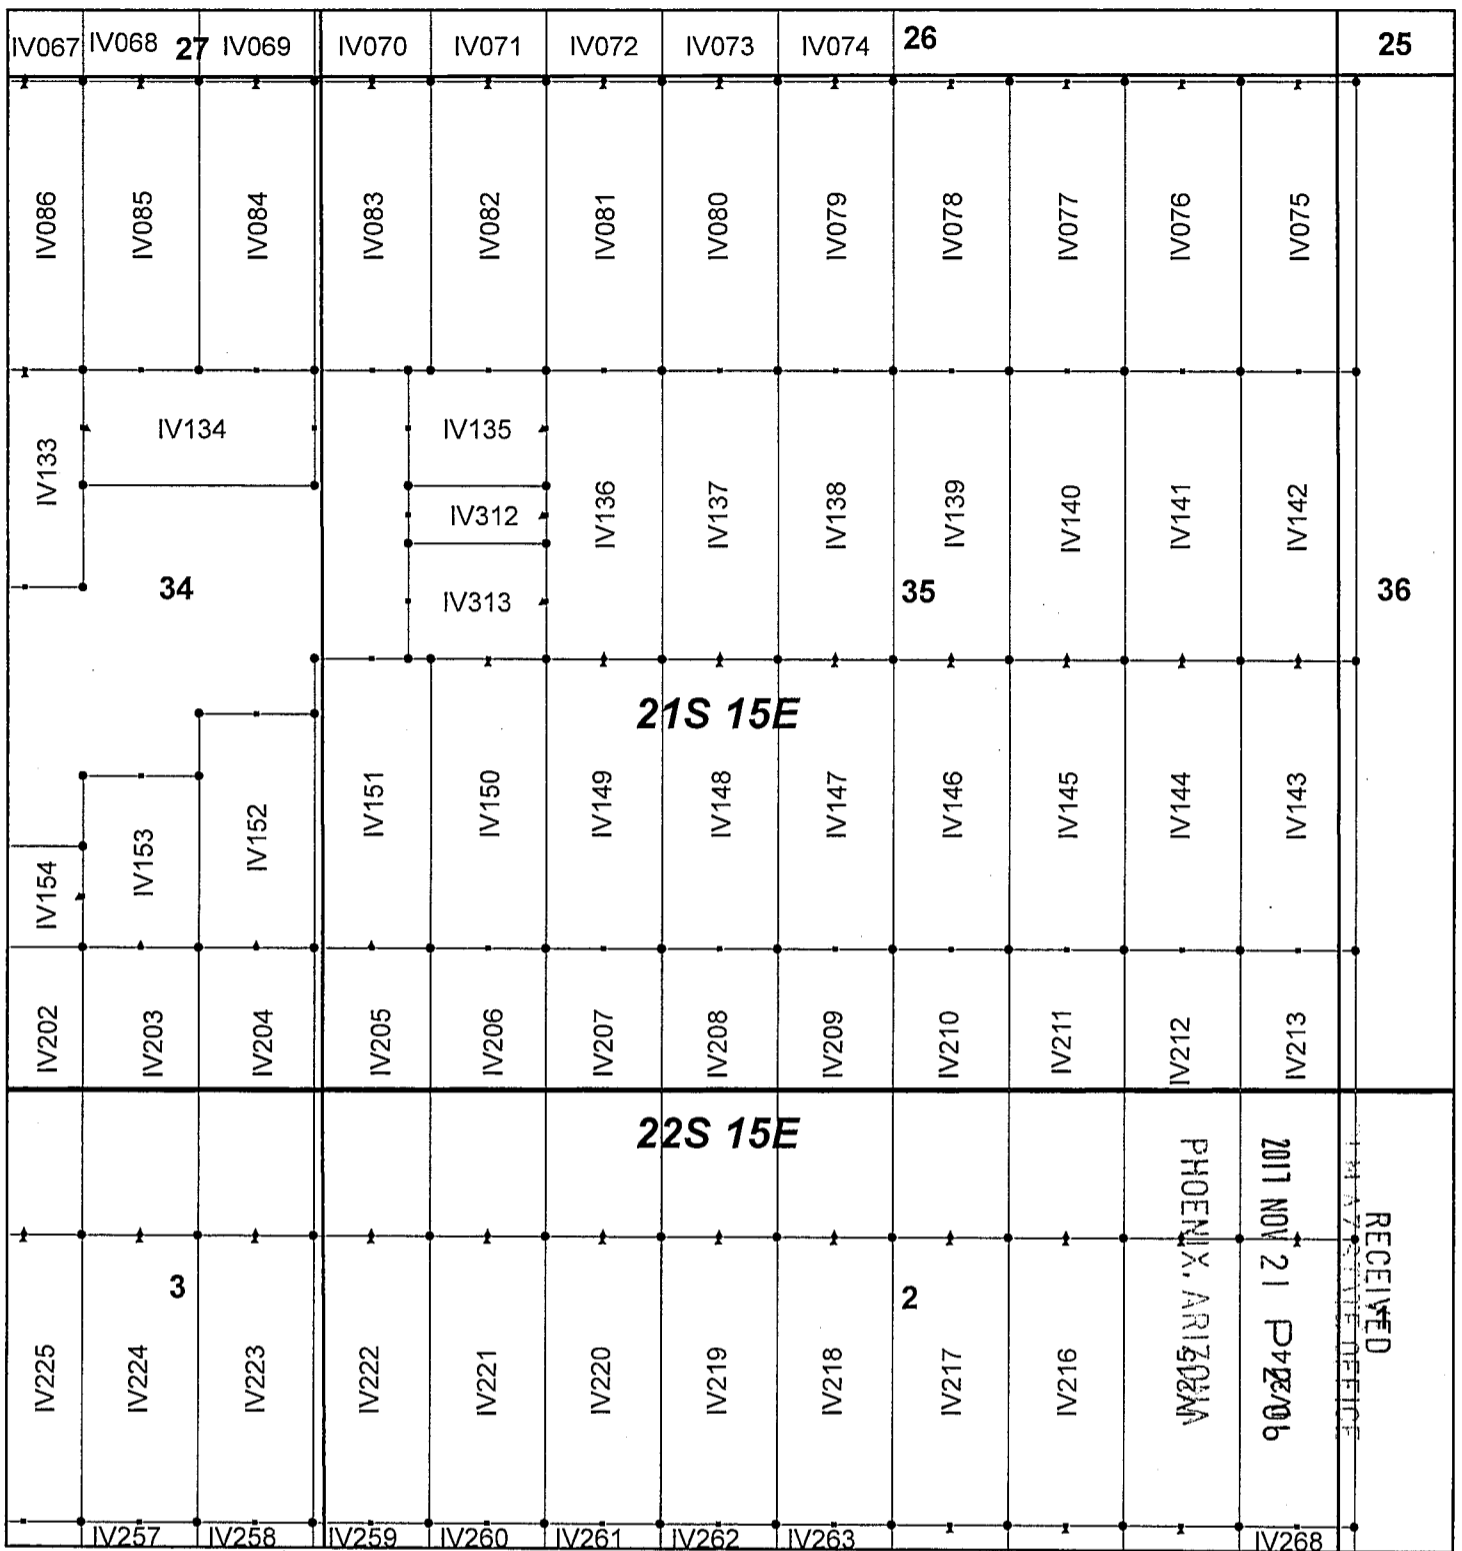 IV067 IV068 27 IV069 IV070 IV071 IV072 IV073 IV074 26 25
IV086 IV085 IV084 IV083 IV082 IV081 IV080 IV079 IV078 IV077 IV076 IV075
IV133 IV134 IV135
IV312
IV136 IV137 IV138 IV139 IV140 IV141 IV142
34 IV313 35 36
21S 15E
IV154 IV153 IV152 IV151 IV150 IV149 IV148 IV147 IV146 IV145 IV144 IV143
IV202 IV203 IV204 IV205 IV206 IV207 IV208 IV209 IV210 IV211 IV212 IV213
22S 15E
3 2
IV225 IV224 IV223 IV222 IV221 IV220 IV219 IV218 IV217 IV216
RECEIVED
OFFICE
2017 NOV 21
PHOENIX, ARIZONA
IV257 IV258 IV259 IV260 IV261 IV262 IV263 IV268